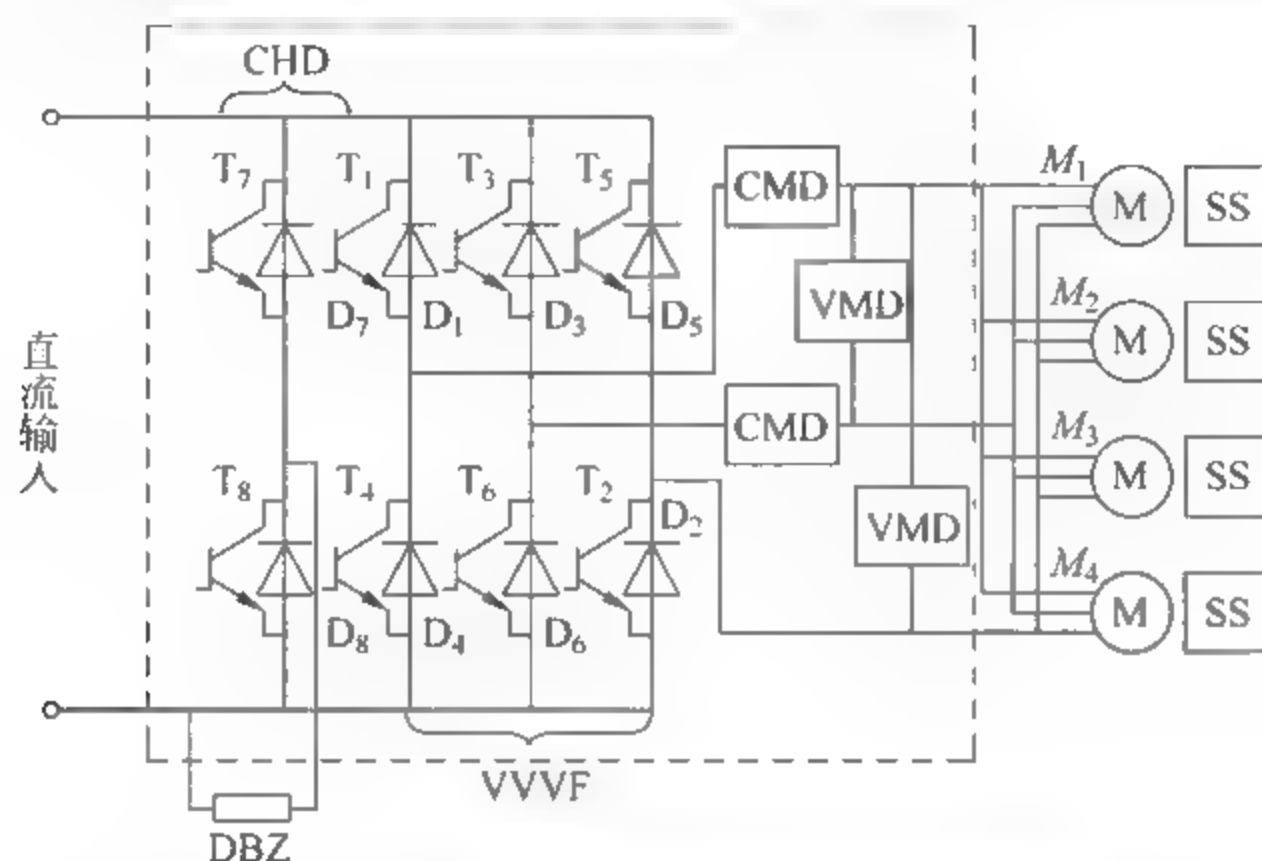 CHD
T₇ T₁ T₃ T₅
CMD
M₁
M SS
VMD
D₇ D₁ D₃ D₅
M₂
M SS
直流输入
CMD
M₃
M SS
T₈ T₄ T₆ T₂
D₂
VMD
M₄
M SS
D₈ D₄ D₆
VVVF
DBZ